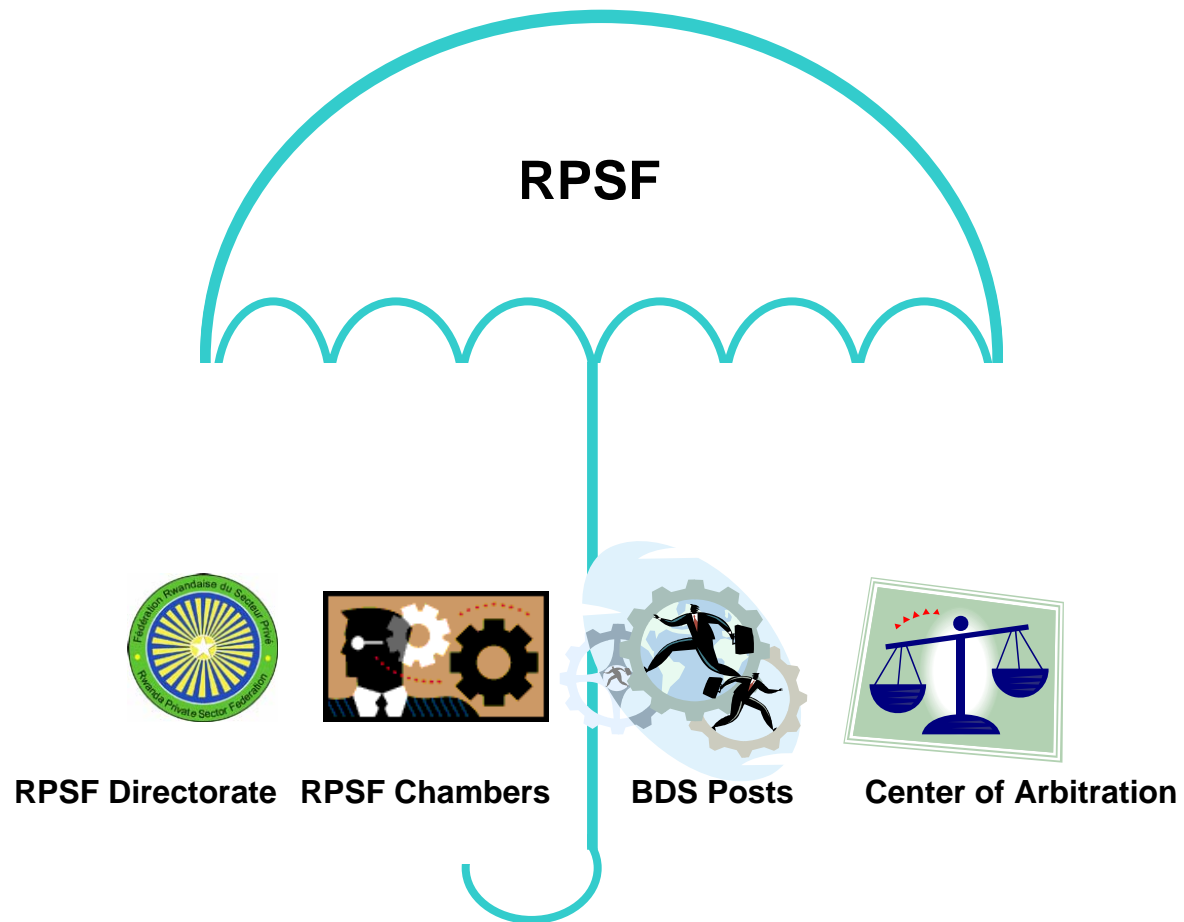 RPSF
Fédération Rwandaise du Secteur Privé
Rwanda Private Sector Federation
RPSF Directorate
RPSF Chambers
BDS Posts
Center of Arbitration